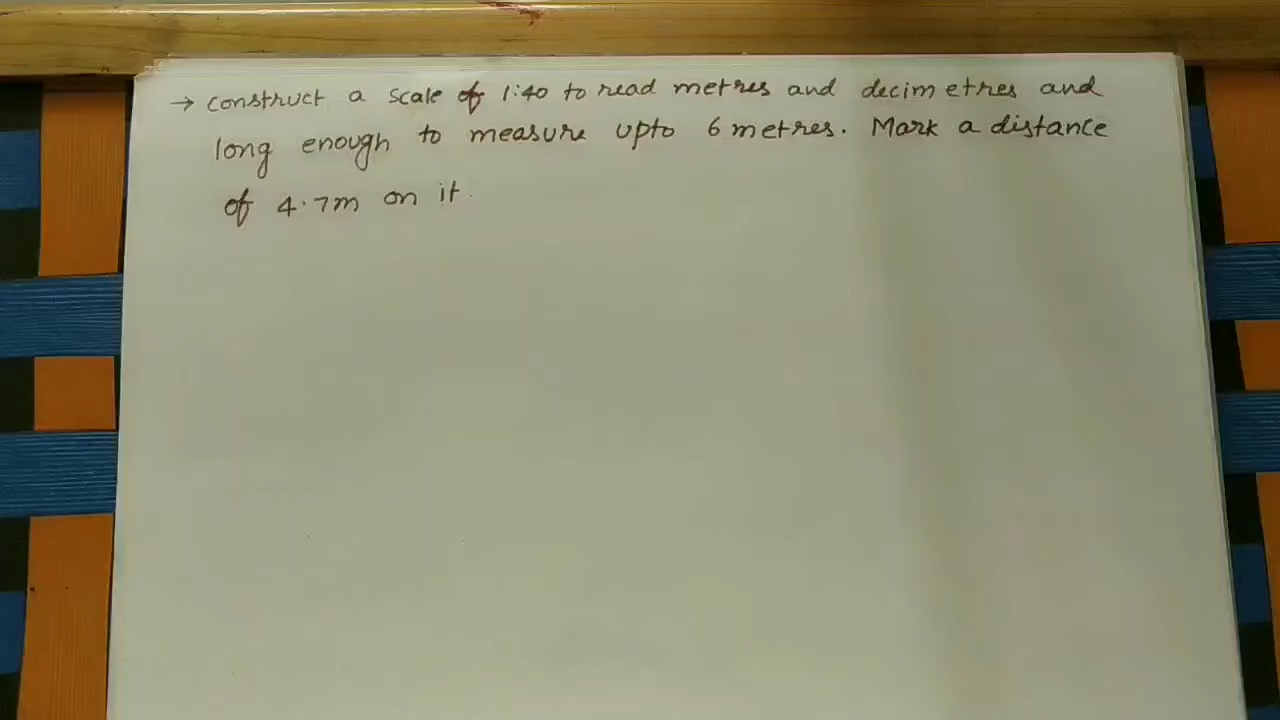 → construct a scale of 1:40 to read metres and decimetres and
long enough to measure upto 6 metres. Mark a distance
of 4.7m on it.